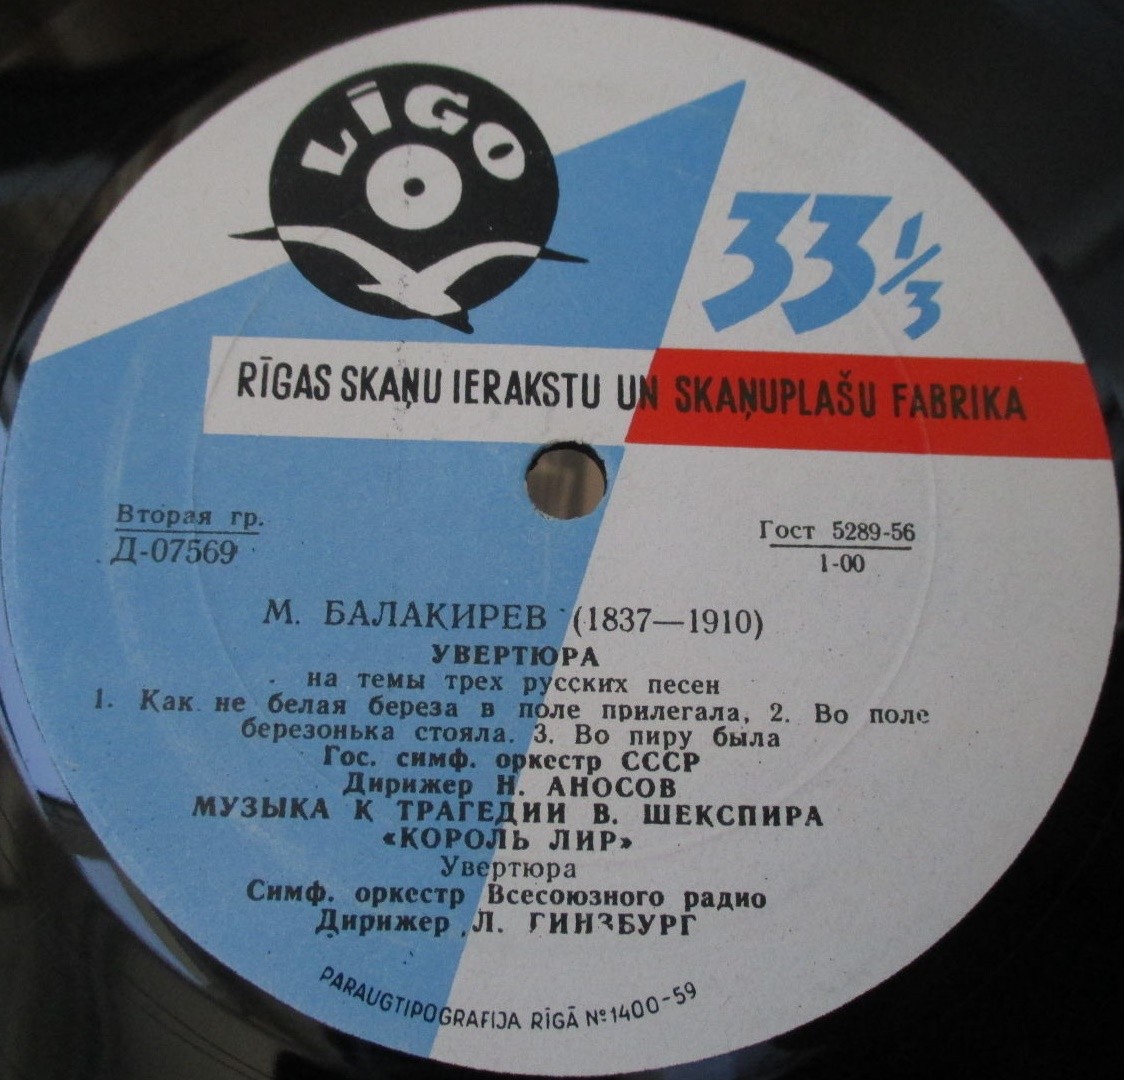 LĪGO
33 1/3
RĪGAS SKAŅU IERAKSTU UN SKAŅUPLAŠU FABRIKA
Вторая гр.
Д-07569
Гост 5289-56
1-00
М. БАЛАКИРЕВ (1837—1910)
УВЕРТЮРА
на темы трех русских песен
1. Как не белая береза в поле прилегала, 2. Во поле
березонька стояла. 3. Во пиру была
Гос. симф. оркестр СССР
Дирижер Н. АНОСОВ
МУЗЫКА К ТРАГЕДИИ В. ШЕКСПИРА
«КОРОЛЬ ЛИР»
Увертюра
Симф. оркестр Всесоюзного радио
Дирижер Л. ГИНЗБУРГ
PARAUGTIPOGRAFIJA RĪGĀ № 1400-59